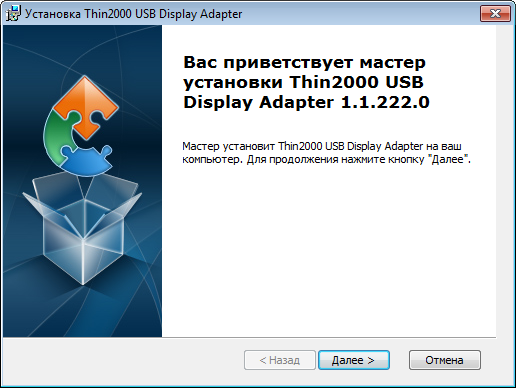 Установка Thin2000 USB Display Adapter
Вас приветствует мастер
установки Thin2000 USB
Display Adapter 1.1.222.0
Мастер установит Thin2000 USB Display Adapter на ваш
компьютер. Для продолжения нажмите кнопку "Далее".
< Назад
Далее >
Отмена